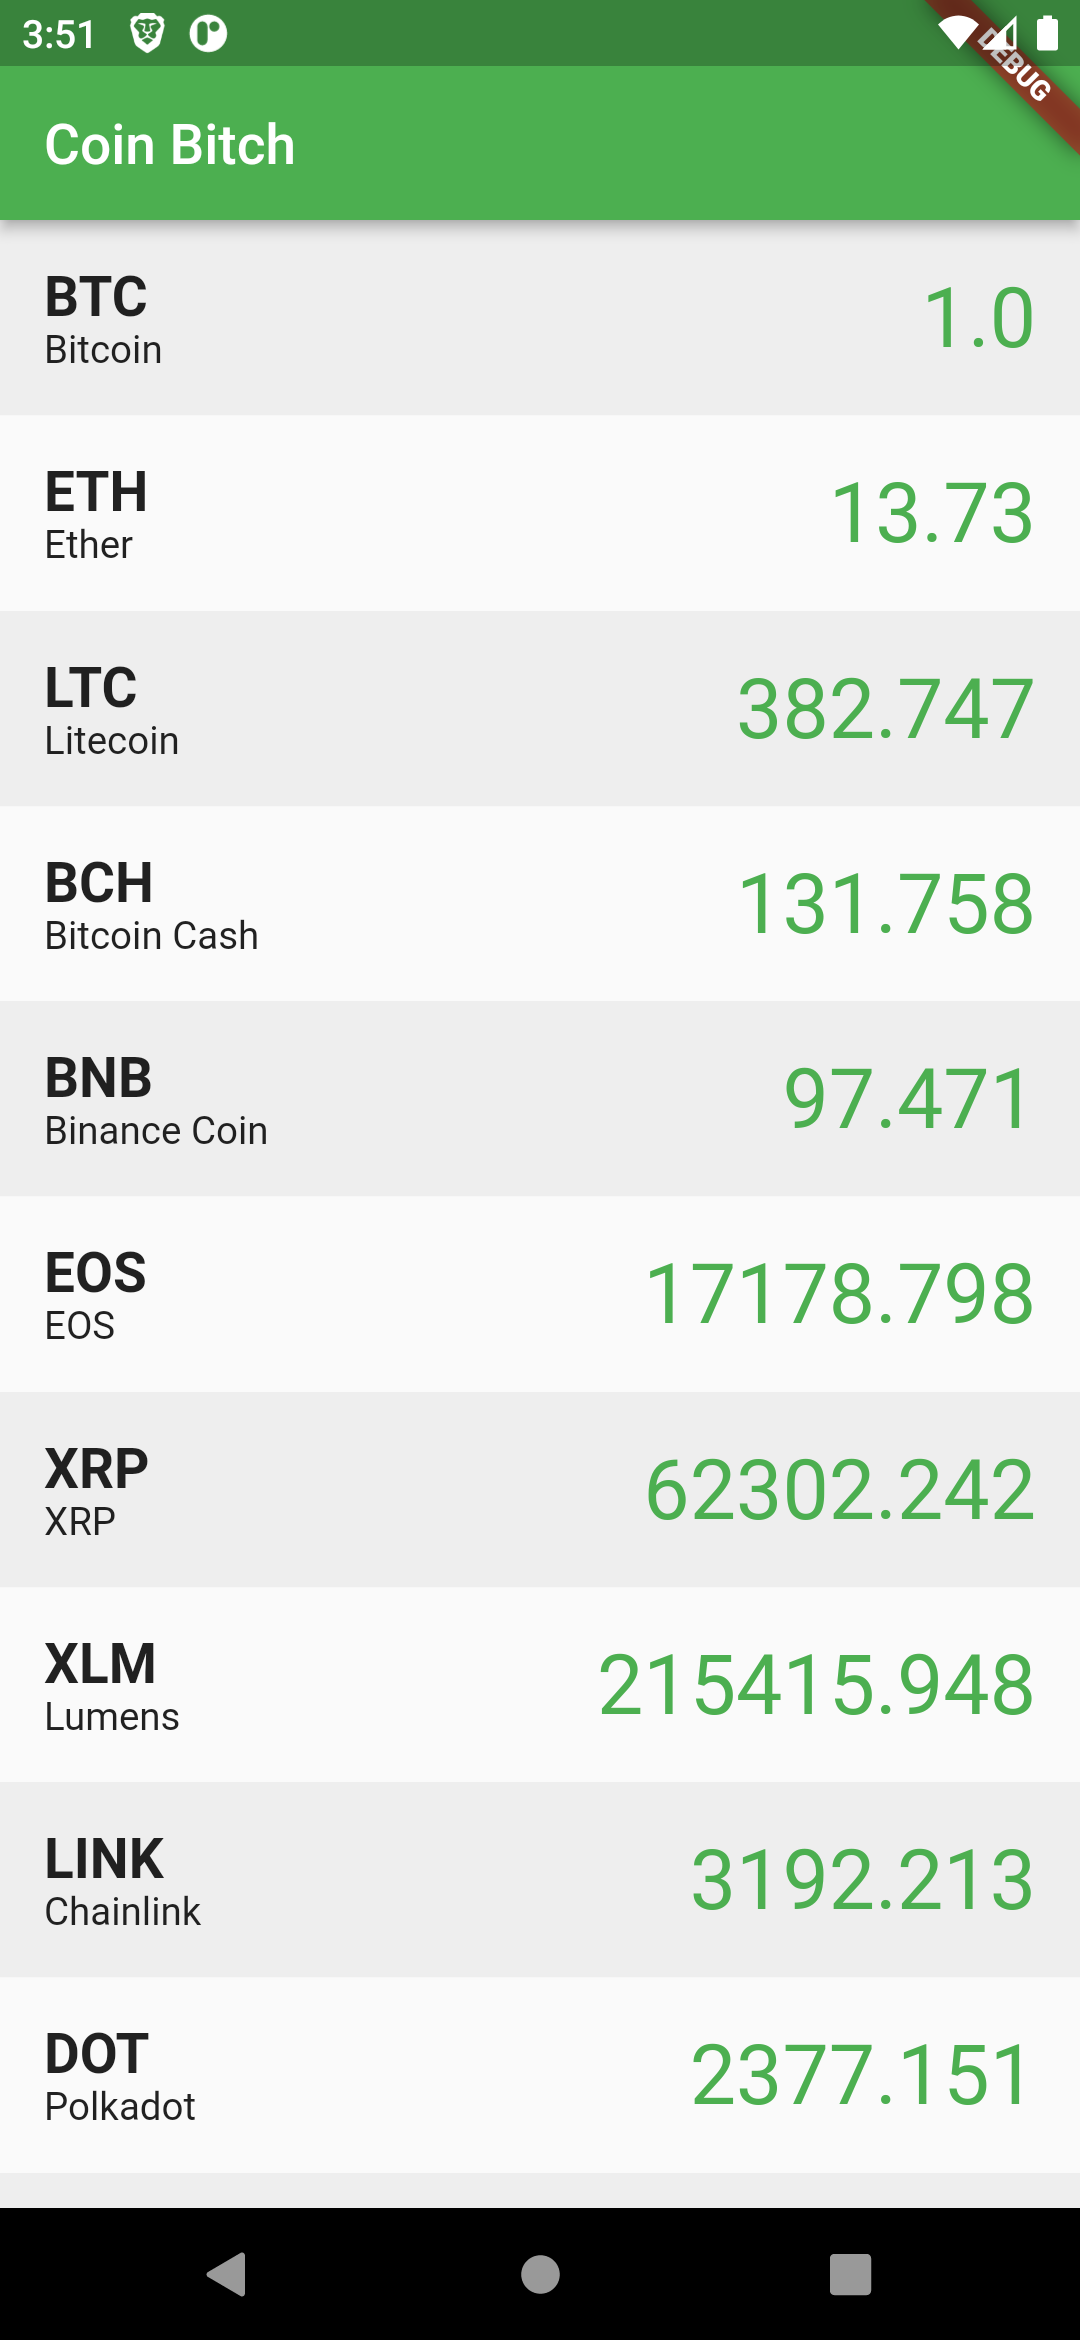 3:51
DEBUG
Coin Bitch
BTC
Bitcoin
1.0
ETH
Ether
13.73
LTC
Litecoin
382.747
BCH
Bitcoin Cash
131.758
BNB
Binance Coin
97.471
EOS
EOS
17178.798
XRP
XRP
62302.242
XLM
Lumens
215415.948
LINK
Chainlink
3192.213
DOT
Polkadot
2377.151